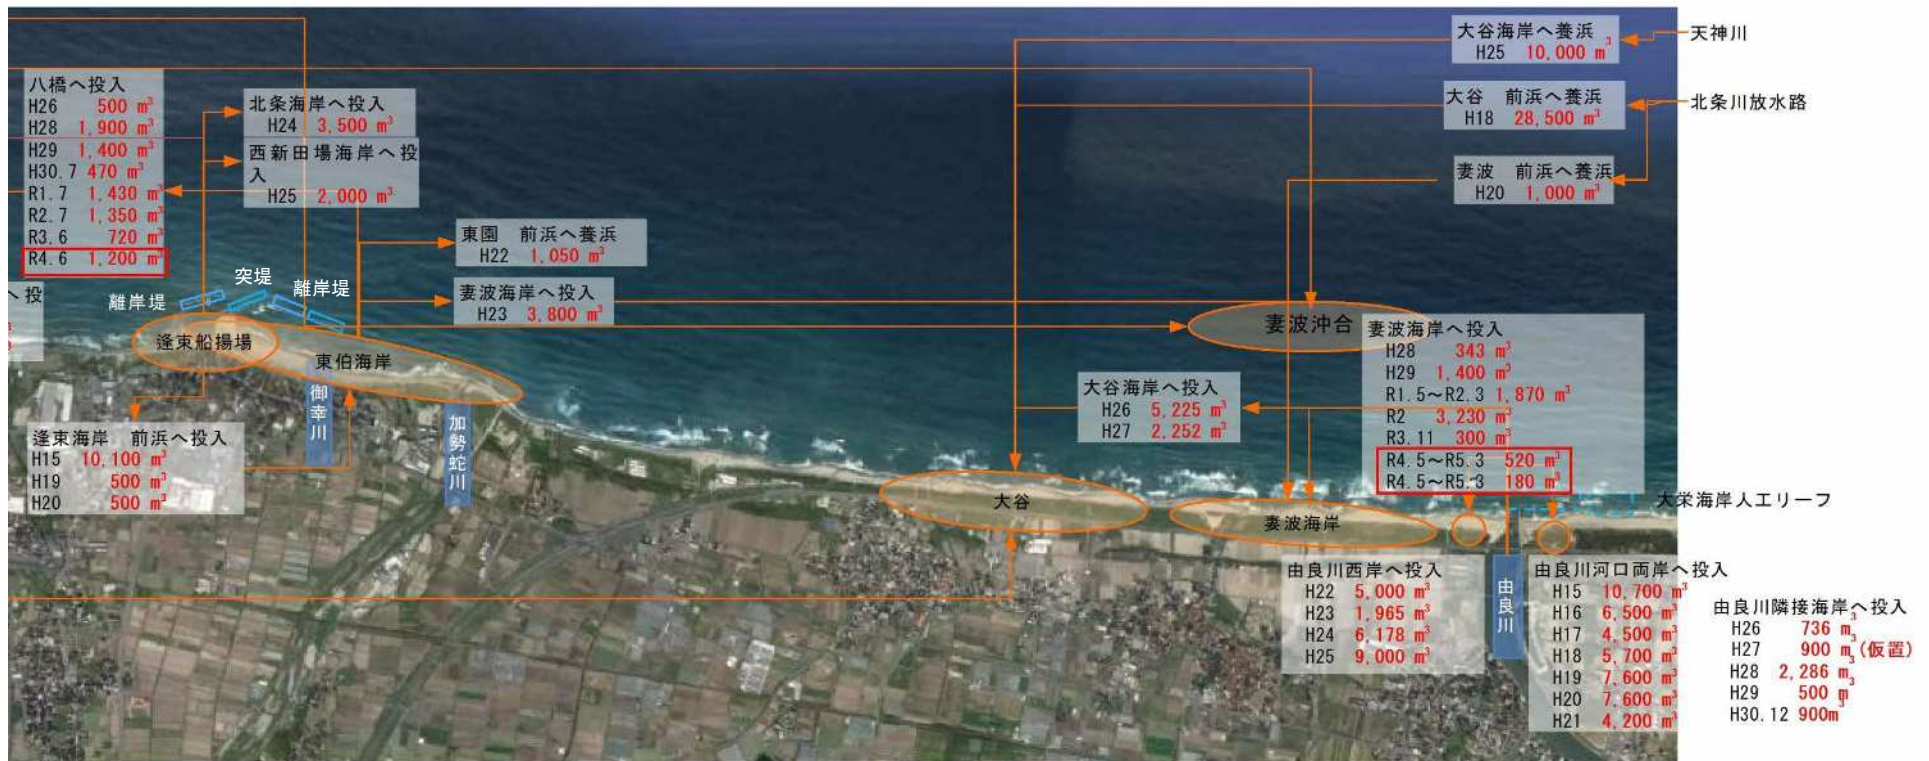 大谷海岸へ養浜
H25 10,000 m³
天神川
八橋へ投入
H26 500 m³
H28 1,900 m³
H29 1,400 m³
H30.7 470 m³
R1.7 1,430 m³
R2.7 1,350 m³
R3.6 720 m³
R4.6 1,200 m³
北条海岸へ投入
H24 3,500 m³
西新田場海岸へ投
入
H25 2,000 m³
大谷 前浜へ養浜
H18 28,500 m³
北条川放水路
妻波 前浜へ養浜
H20 1,000 m³
東園 前浜へ養浜
H22 1,050 m³
妻波海岸へ投入
H23 3,800 m³
へ投
離岸堤
突堤
離岸堤
逢束船揚場
東伯海岸
御幸川
加勢蛇川
逢束海岸 前浜へ投入
H15 10,100 m³
H19 500 m³
H20 500 m³
妻波沖合
妻波海岸へ投入
H28 343 m³
H29 1,400 m³
R1.5～R2.3 1,870 m³
R2 3,230 m³
R3.11 300 m³
R4.5～R5.3 520 m³
R4.5～R5.3 180 m³
大谷海岸へ投入
H26 5,225 m³
H27 2,252 m³
大谷
妻波海岸
大栄海岸人工リーフ
由良川西岸へ投入
H22 5,000 m³
H23 1,965 m³
H24 6,178 m³
H25 9,000 m³
由良川
由良川河口両岸へ投入
H15 10,700 m³
H16 6,500 m³
H17 4,500 m³
H18 5,700 m³
H19 7,600 m³
H20 7,600 m³
H21 4,200 m³
由良川隣接海岸へ投入
H26 736 m³
H27 900 m³(仮置)
H28 2,286 m³
H29 500 m³
H30.12 900m³